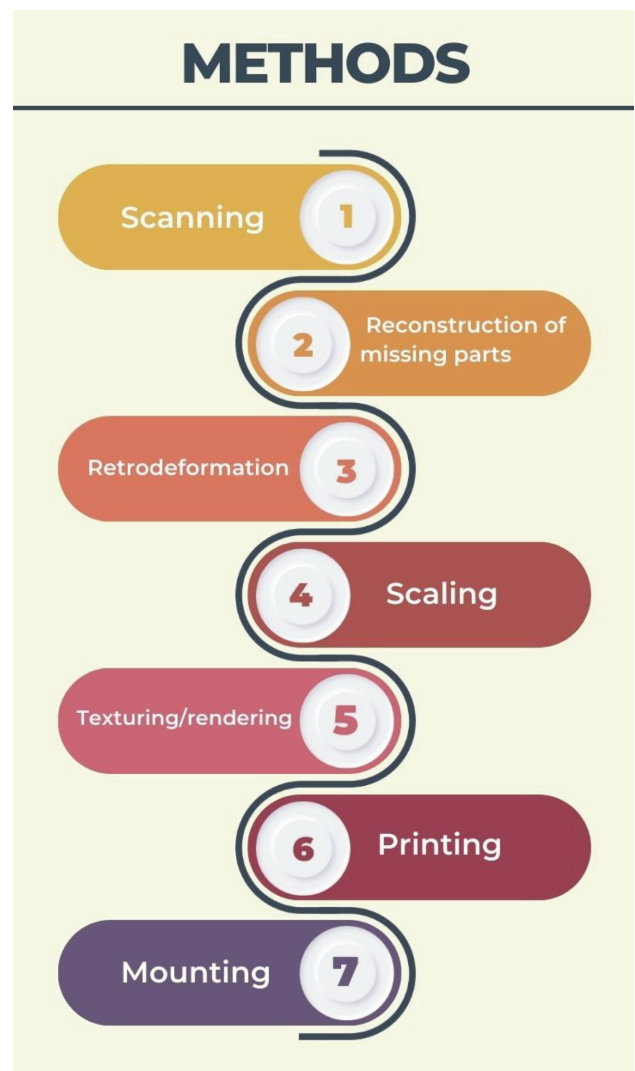 METHODS
Scanning
1
2
Reconstruction of
missing parts
Retrodeformation
3
4
Scaling
Texturing/rendering
5
6
Printing
Mounting
7